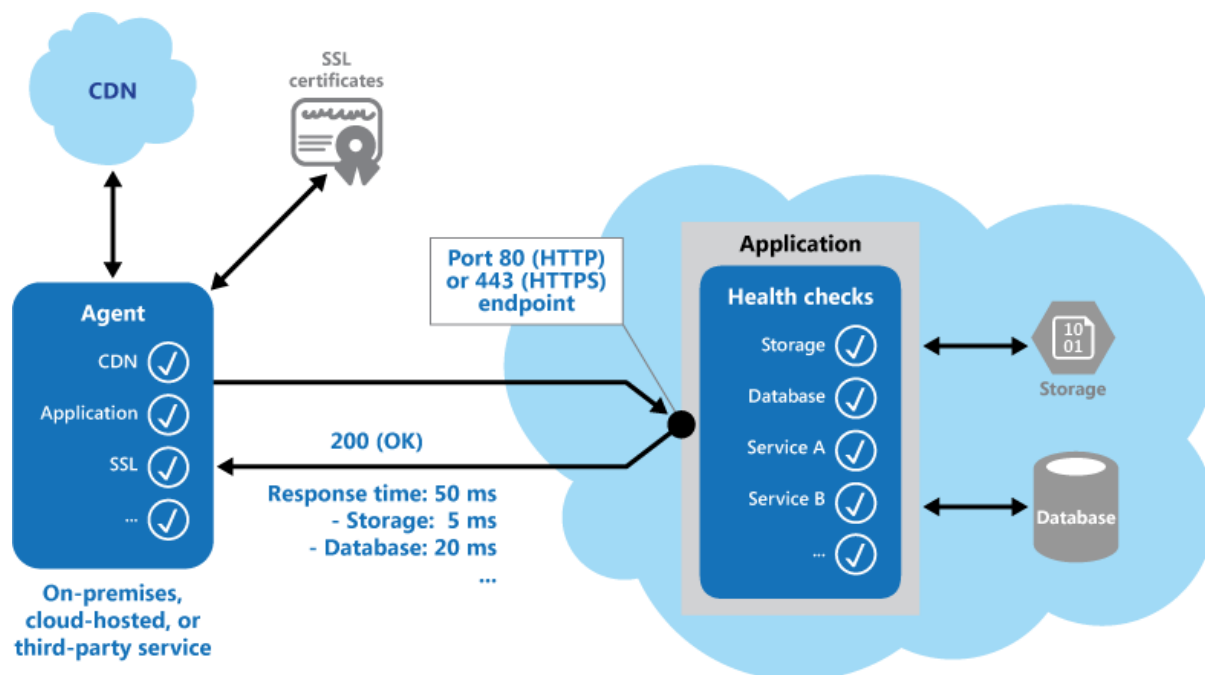 CDN
SSL
certificates
Agent
CDN
Application
SSL
...
On-premises,
cloud-hosted, or
third-party service
200 (OK)
Response time: 50 ms
- Storage: 5 ms
- Database: 20 ms
...
Port 80 (HTTP)
or 443 (HTTPS)
endpoint
Application
Health checks
Storage
Database
Service A
Service B
...
10
01
Storage
Database